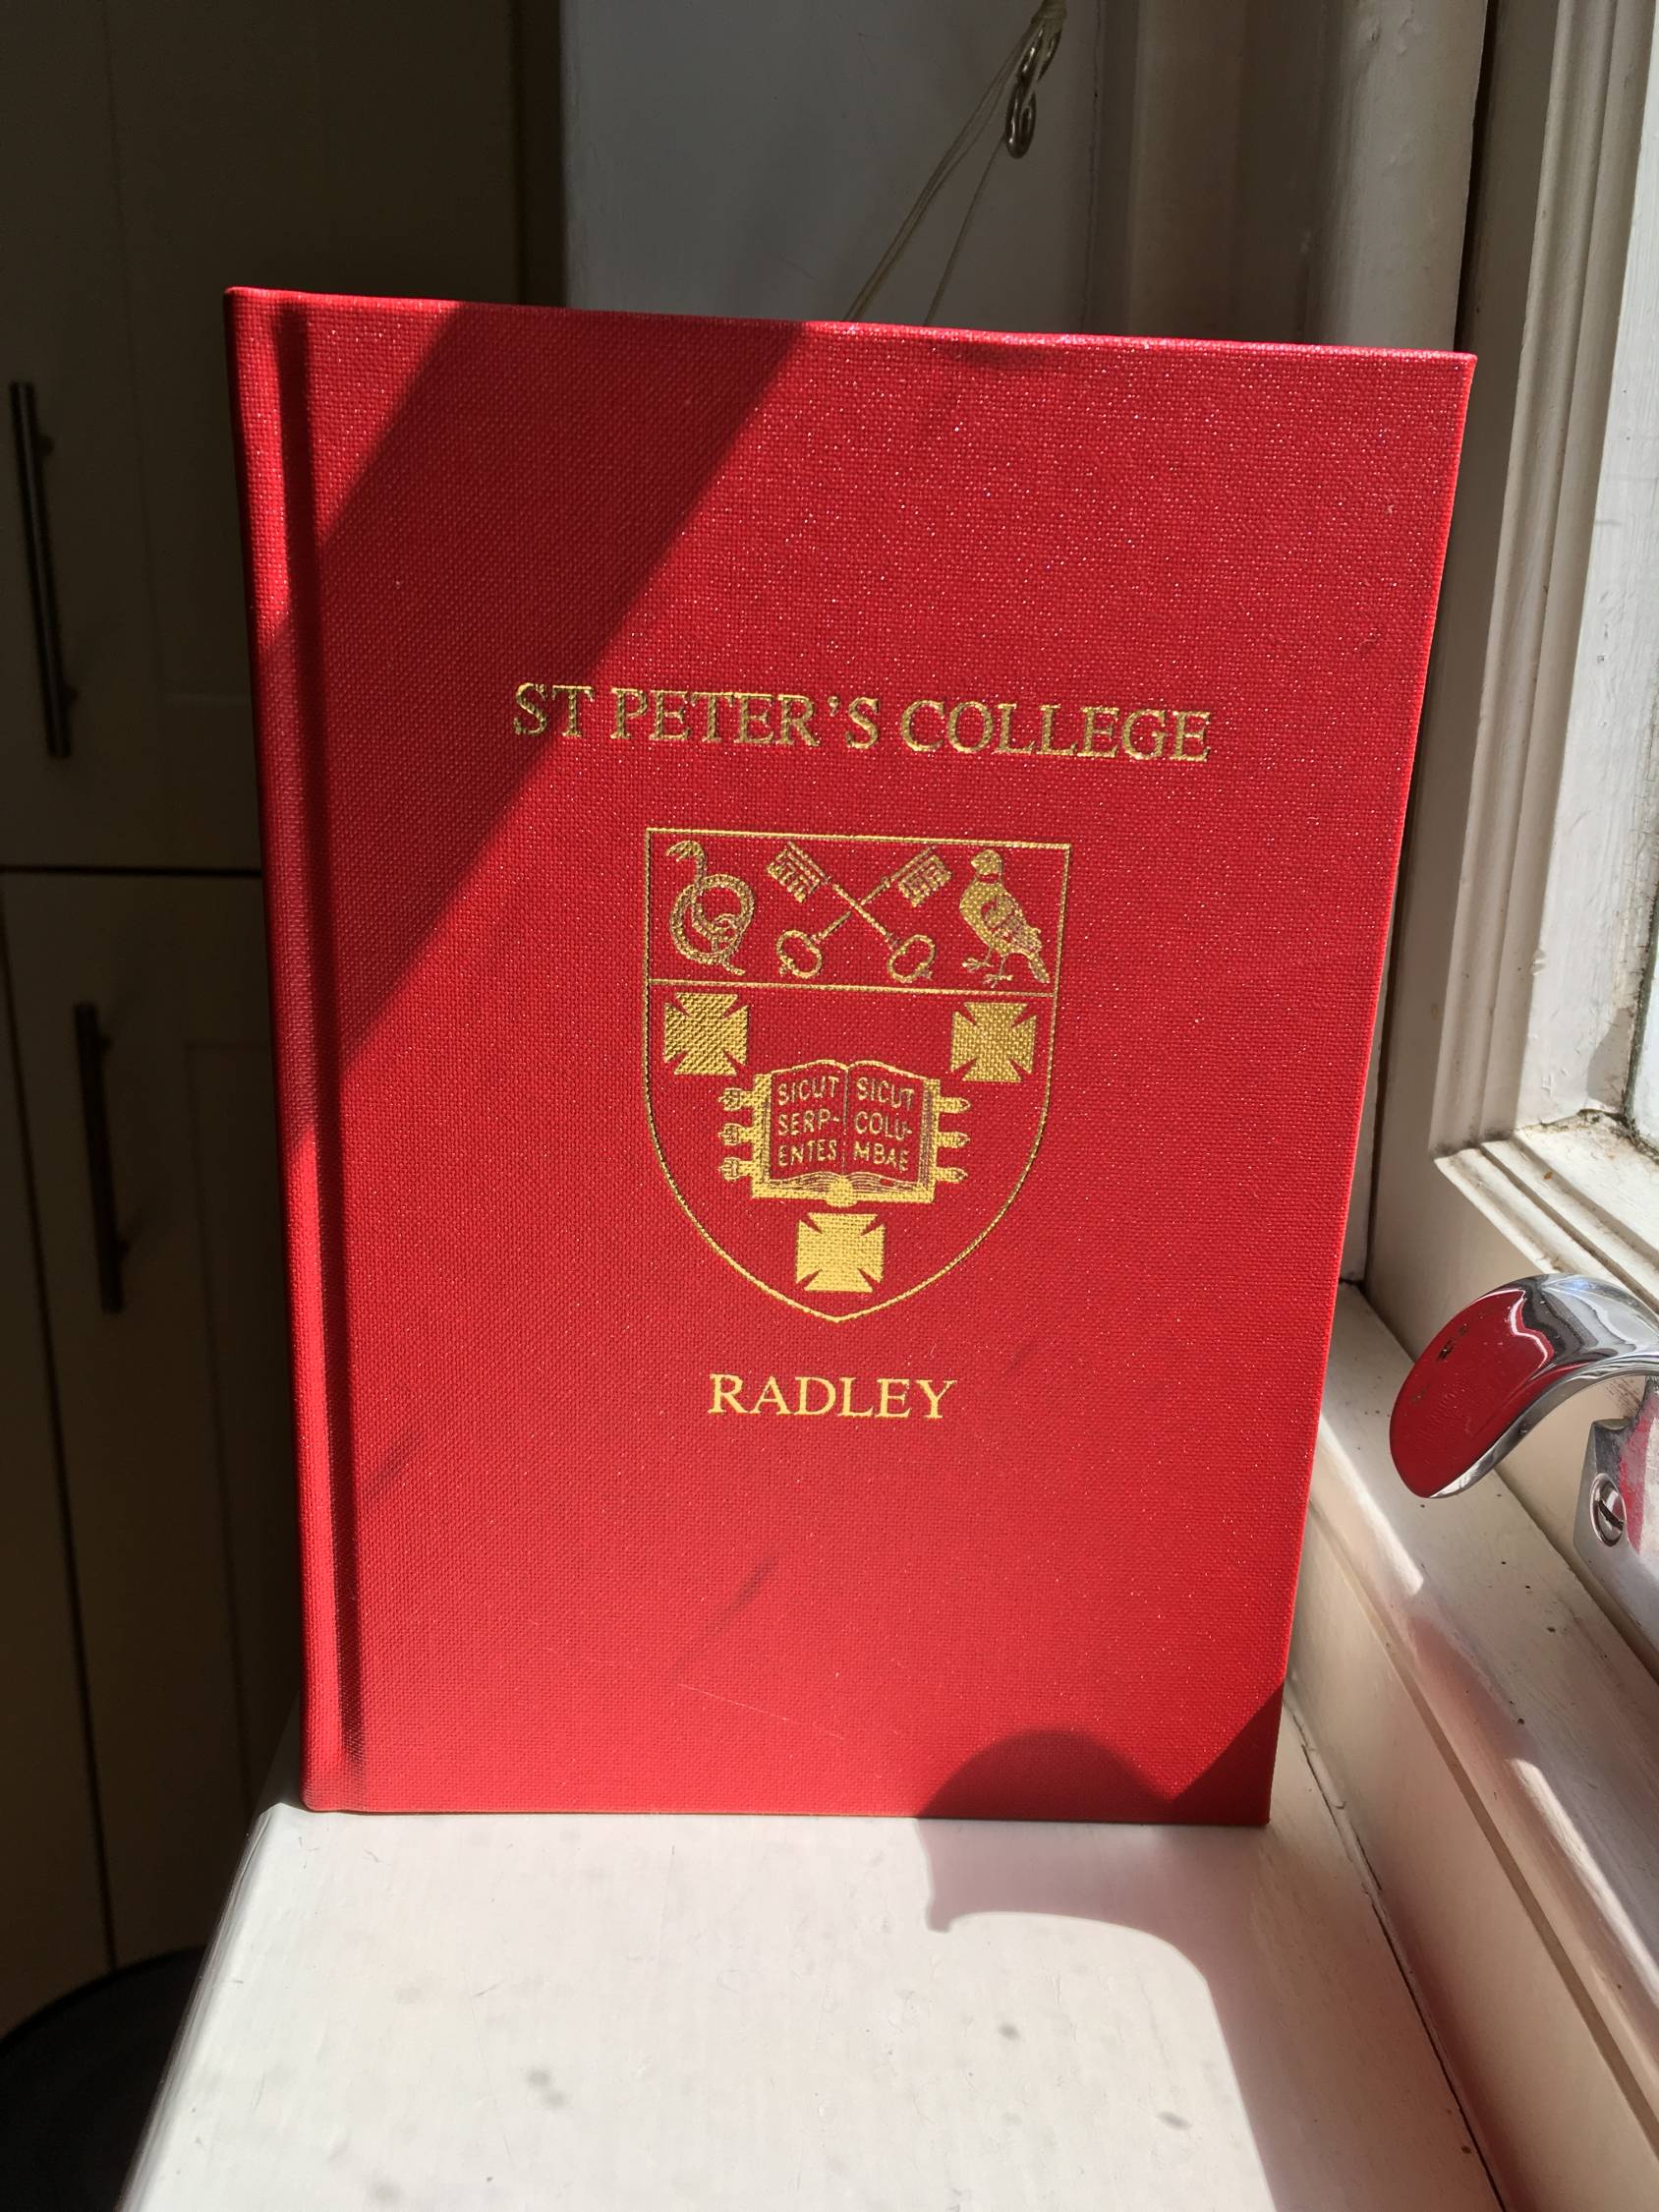 ST PETER'S COLLEGE
SICUT
SERP-
ENTES
SICUT
COLU-
MBAE
RADLEY